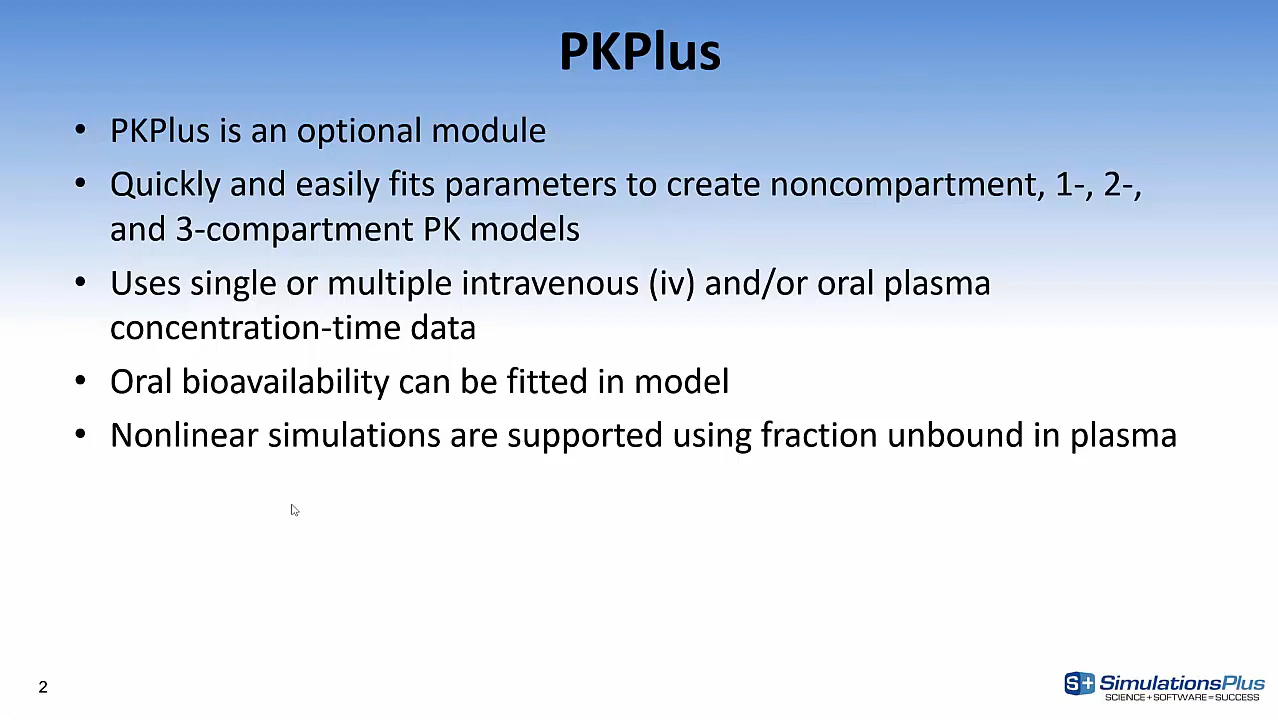 PKPlus
• PKPlus is an optional module
• Quickly and easily fits parameters to create noncompartment, 1-, 2-,
and 3-compartment PK models
• Uses single or multiple intravenous (iv) and/or oral plasma
concentration-time data
• Oral bioavailability can be fitted in model
• Nonlinear simulations are supported using fraction unbound in plasma
2
S+ SimulationsPlus
SCIENCE+SOFTWARE=SUCCESS